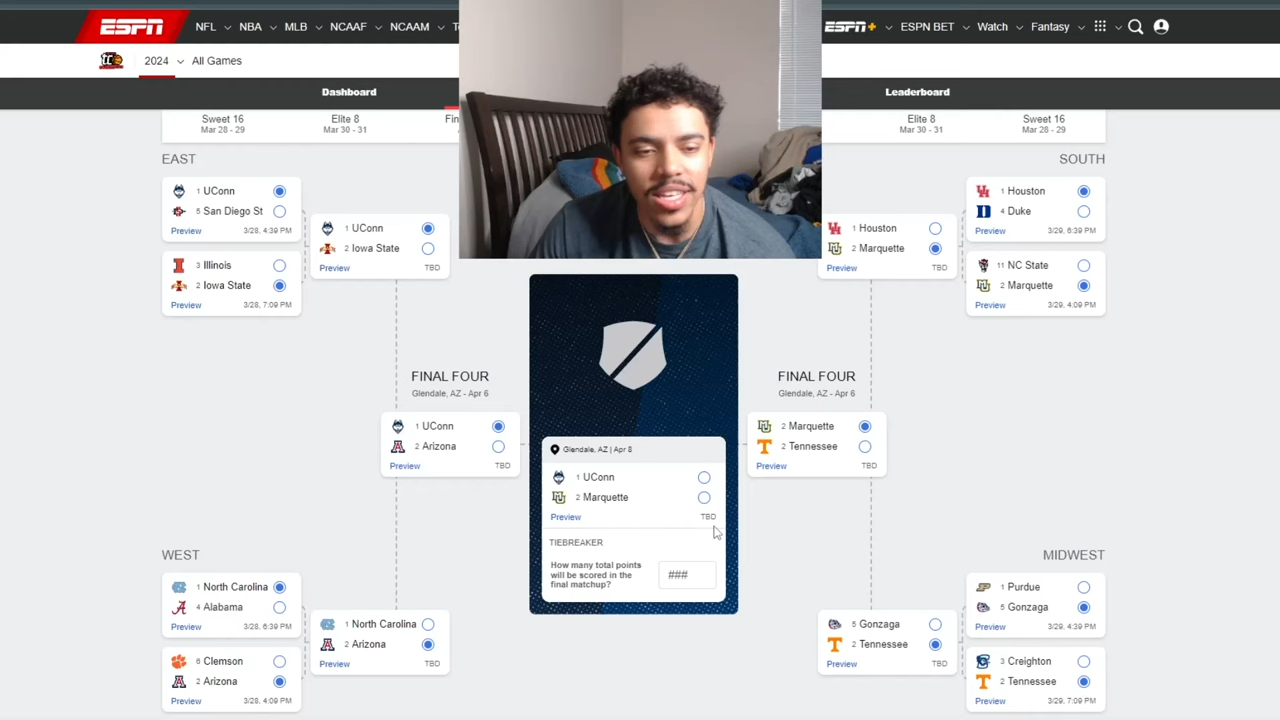 ESPN NFL NBA MLB NCAAF NCAAM
ESPN+ ESPN BET Watch Fantasy
2024 All Games
Dashboard
Leaderboard
Sweet 16
Mar 28 - 29
Elite 8
Mar 30 - 31
Elite 8
Mar 30 - 31
Sweet 16
Mar 28 - 29
EAST
1 UConn
5 San Diego St
Preview 3/28, 4:39 PM
3 Illinois
2 Iowa State
Preview 3/28, 7:09 PM
1 UConn
2 Iowa State
Preview TBD
SOUTH
1 Houston
2 Marquette
Preview TBD
1 Houston
4 Duke
Preview 3/29, 6:39 PM
11 NC State
2 Marquette
Preview 3/29, 4:09 PM
FINAL FOUR
Glendale, AZ - Apr 6
1 UConn
2 Arizona
Preview TBD
Glendale, AZ | Apr 8
1 UConn
2 Marquette
Preview TBD
TIEBREAKER
How many total points
will be scored in the
final matchup?
###
FINAL FOUR
Glendale, AZ - Apr 6
2 Marquette
2 Tennessee
Preview TBD
WEST
1 North Carolina
4 Alabama
Preview 3/28, 6:39 PM
6 Clemson
2 Arizona
Preview 3/28, 4:09 PM
1 North Carolina
2 Arizona
Preview TBD
MIDWEST
5 Gonzaga
2 Tennessee
Preview TBD
1 Purdue
5 Gonzaga
Preview 3/29, 4:39 PM
3 Creighton
2 Tennessee
Preview 3/29, 7:09 PM